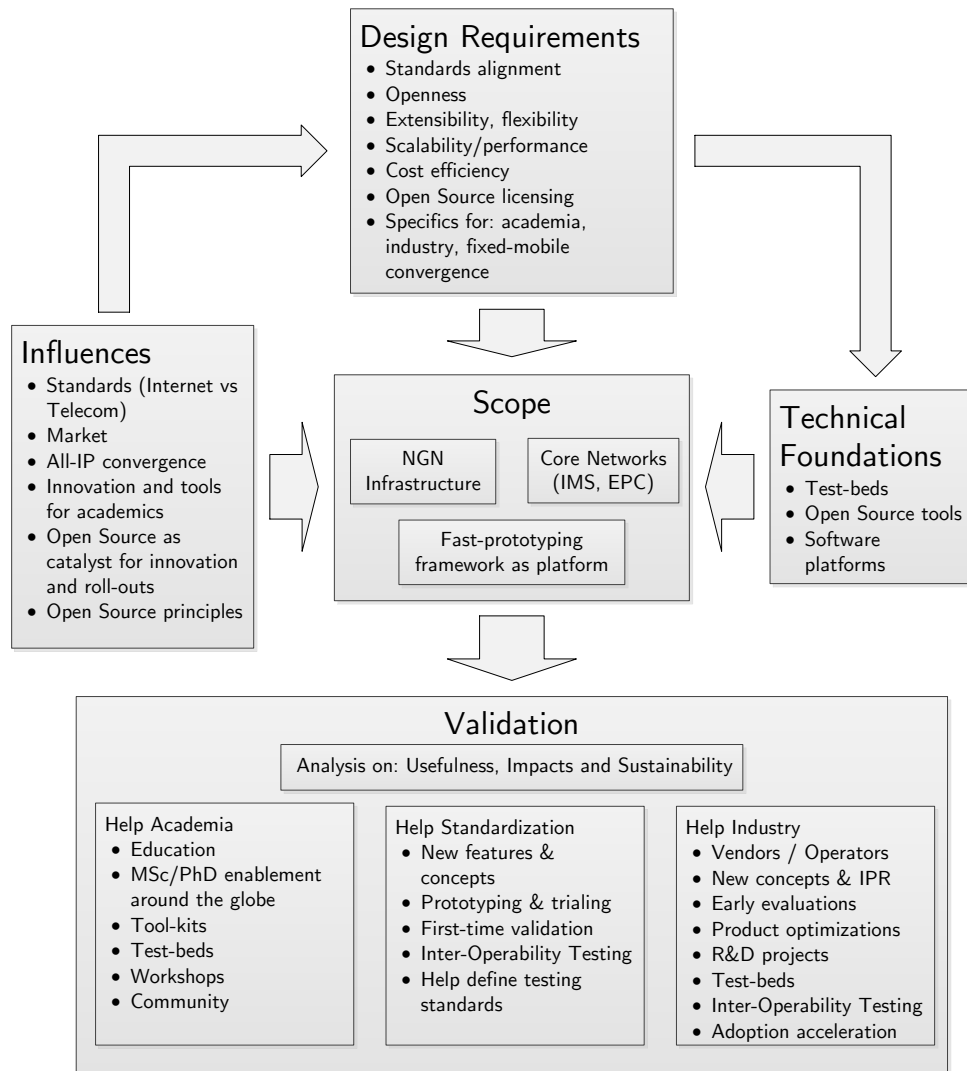 Design Requirements
• Standards alignment
• Openness
• Extensibility, flexibility
• Scalability/performance
• Cost efficiency
• Open Source licensing
• Specifics for: academia,
industry, fixed-mobile
convergence
Influences
• Standards (Internet vs
Telecom)
• Market
• All-IP convergence
• Innovation and tools
for academics
• Open Source as
catalyst for innovation
and roll-outs
• Open Source principles
Scope
NGN
Infrastructure
Core Networks
(IMS, EPC)
Fast-prototyping
framework as platform
Technical
Foundations
• Test-beds
• Open Source tools
• Software
platforms
Validation
Analysis on: Usefulness, Impacts and Sustainability
Help Academia
• Education
• MSc/PhD enablement
around the globe
• Tool-kits
• Test-beds
• Workshops
• Community
Help Standardization
• New features &
concepts
• Prototyping & trialing
• First-time validation
• Inter-Operability Testing
• Help define testing
standards
Help Industry
• Vendors / Operators
• New concepts & IPR
• Early evaluations
• Product optimizations
• R&D projects
• Test-beds
• Inter-Operability Testing
• Adoption acceleration